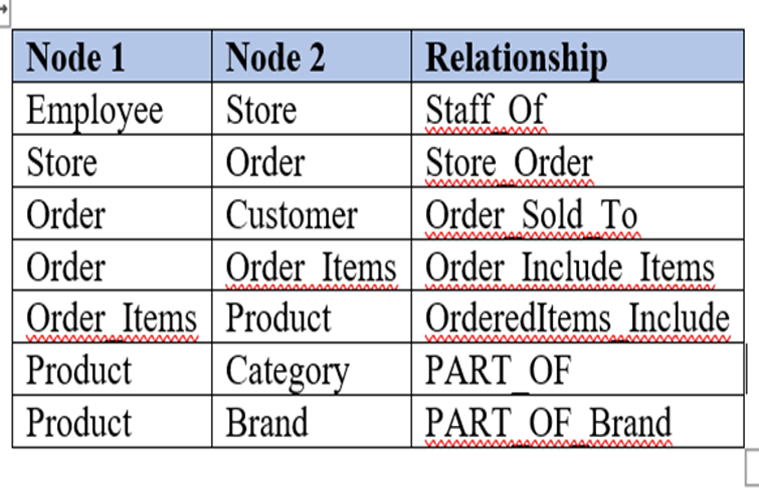 Node 1 Node 2 Relationship
Employee Store Staff_Of
Store Order Store_Order
Order Customer Order_Sold_To
Order Order_Items Order_Include_Items
Order_Items Product OrderedItems_Include
Product Category PART_OF
Product Brand PART_OF_Brand